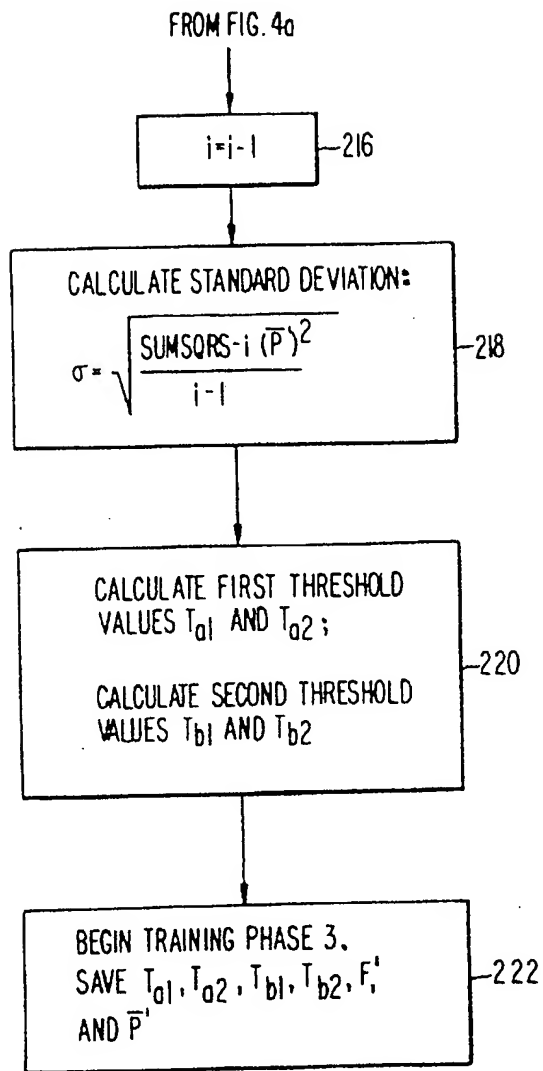 FROM FIG. 4a
i=i-1
216
CALCULATE STANDARD DEVIATION:
σ= √ SUMSQRS-i (P̅')²
i-1
218
CALCULATE FIRST THRESHOLD
VALUES Ta1 AND Ta2;
CALCULATE SECOND THRESHOLD
VALUES Tb1 AND Tb2
220
BEGIN TRAINING PHASE 3.
SAVE Ta1, Ta2, Tb1, Tb2, F,'
AND P̅'
222